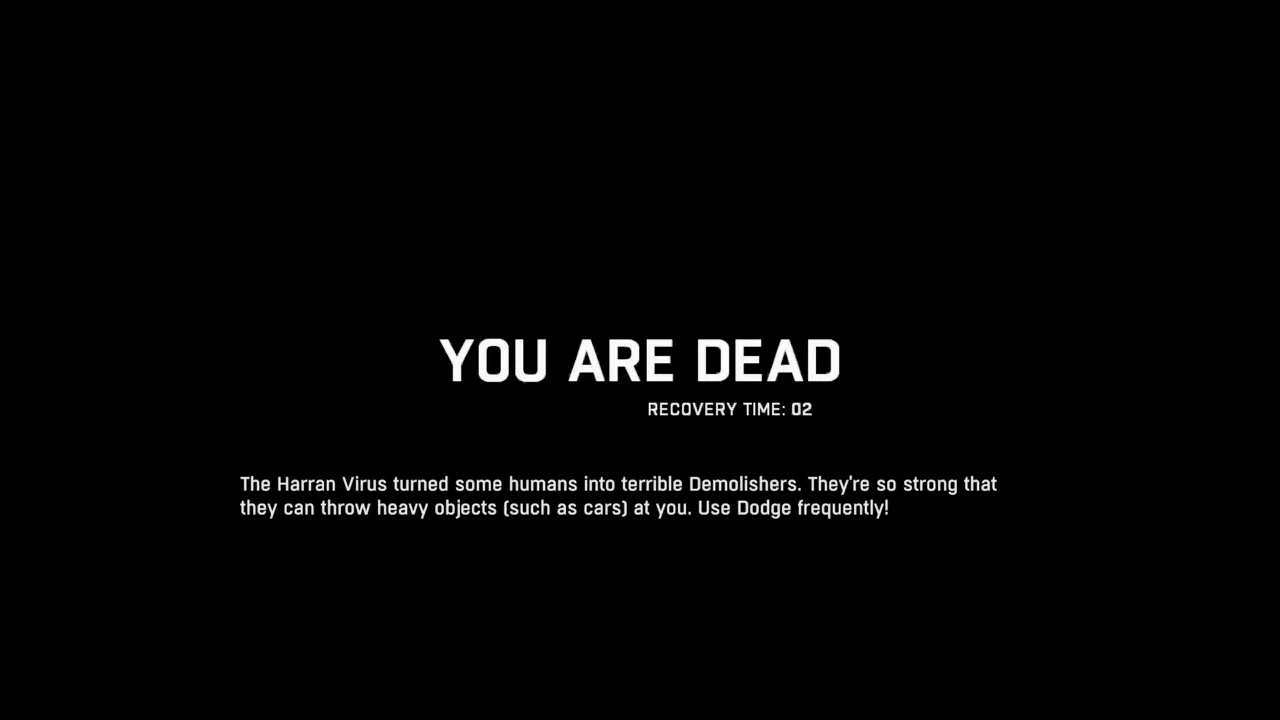 YOU ARE DEAD
RECOVERY TIME: 02
The Harran Virus turned some humans into terrible Demolishers. They're so strong that
they can throw heavy objects (such as cars) at you. Use Dodge frequently!